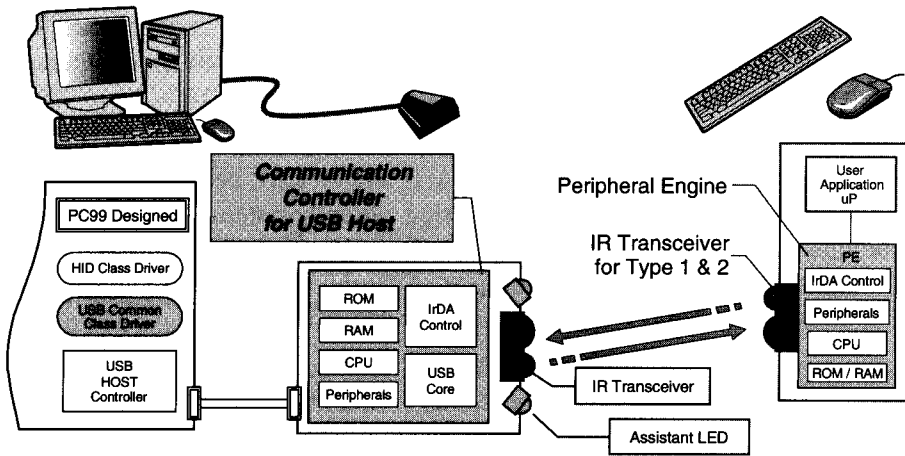 Communication
Controller
for USB Host
PC99 Designed
HID Class Driver
USB Common
Class Driver
USB
HOST
Controller
ROM
RAM
CPU
Peripherals
IrDA
Control
USB
Core
IR Transceiver
Assistant LED
Peripheral Engine
IR Transceiver
for Type 1 & 2
User
Application
uP
PE
IrDA Control
Peripherals
CPU
ROM / RAM